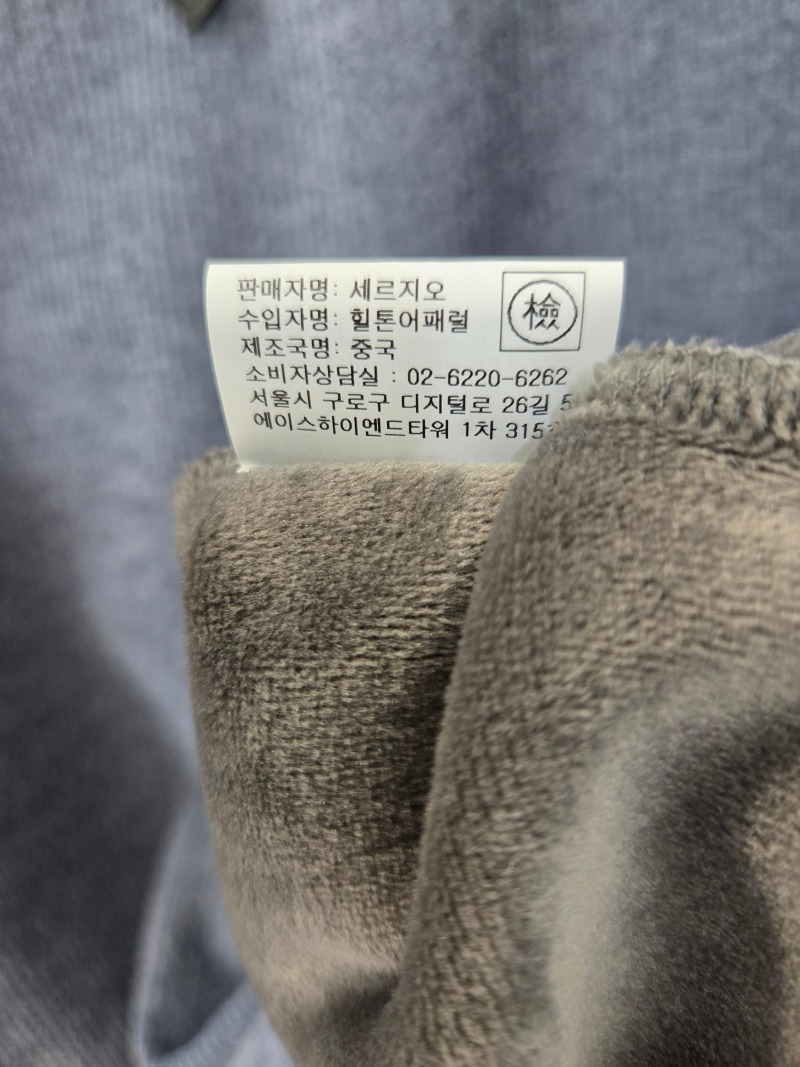 판매자명: 세르지오
檢
수입자명: 힐톤어패럴
제조국명: 중국
소비자상담실 : 02-6220-6262
서울시 구로구 디지털로 26길
에이스하이엔드타워 1차